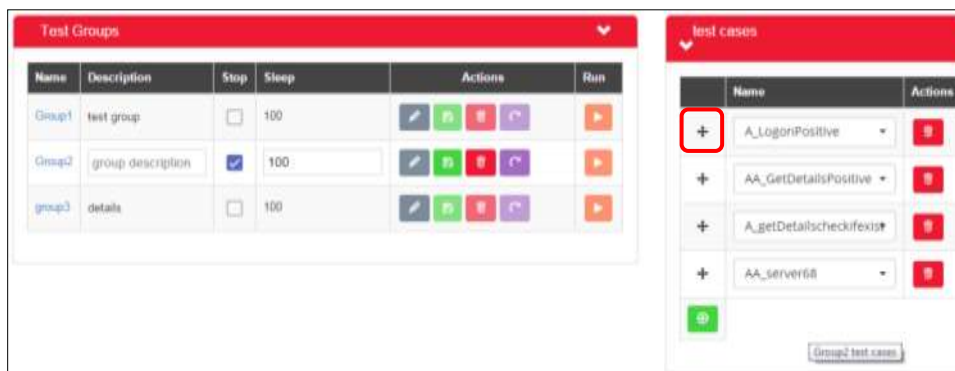 Test Groups
Name Description Stop Sleep Actions Run
Group1 test group 100
Group2 group description 100
group3 details 100
test cases
Name Actions
A_LogonPositive
AA_GetDetailsPositive
A_getDetailscheckifexist
AA_server68
Group2 test cases